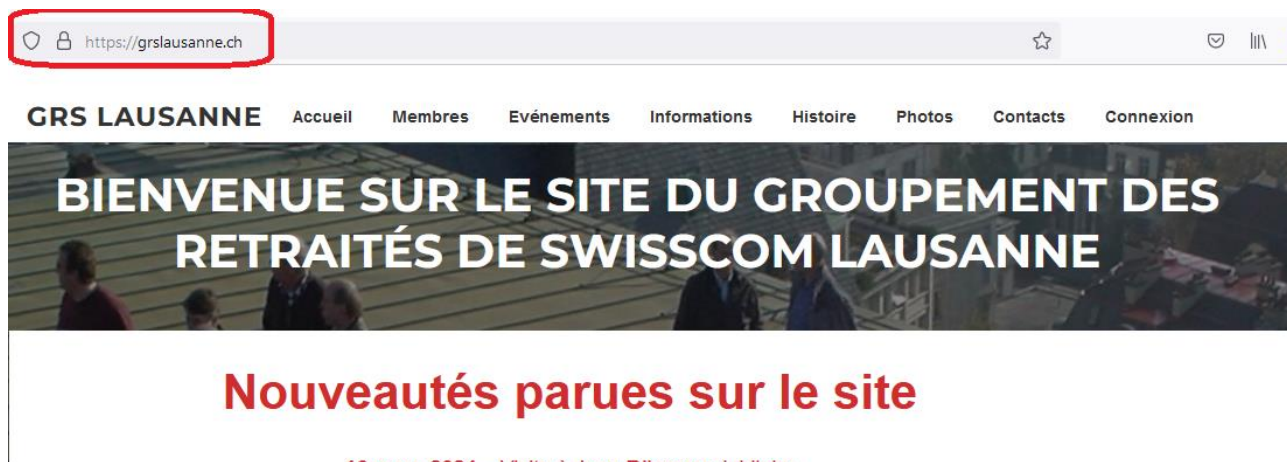 https://grslausanne.ch
GRS LAUSANNE Accueil Membres Evénements Informations Histoire Photos Contacts Connexion
BIENVENUE SUR LE SITE DU GROUPEMENT DES
RETRAITÉS DE SWISSCOM LAUSANNE
Nouveautés parues sur le site